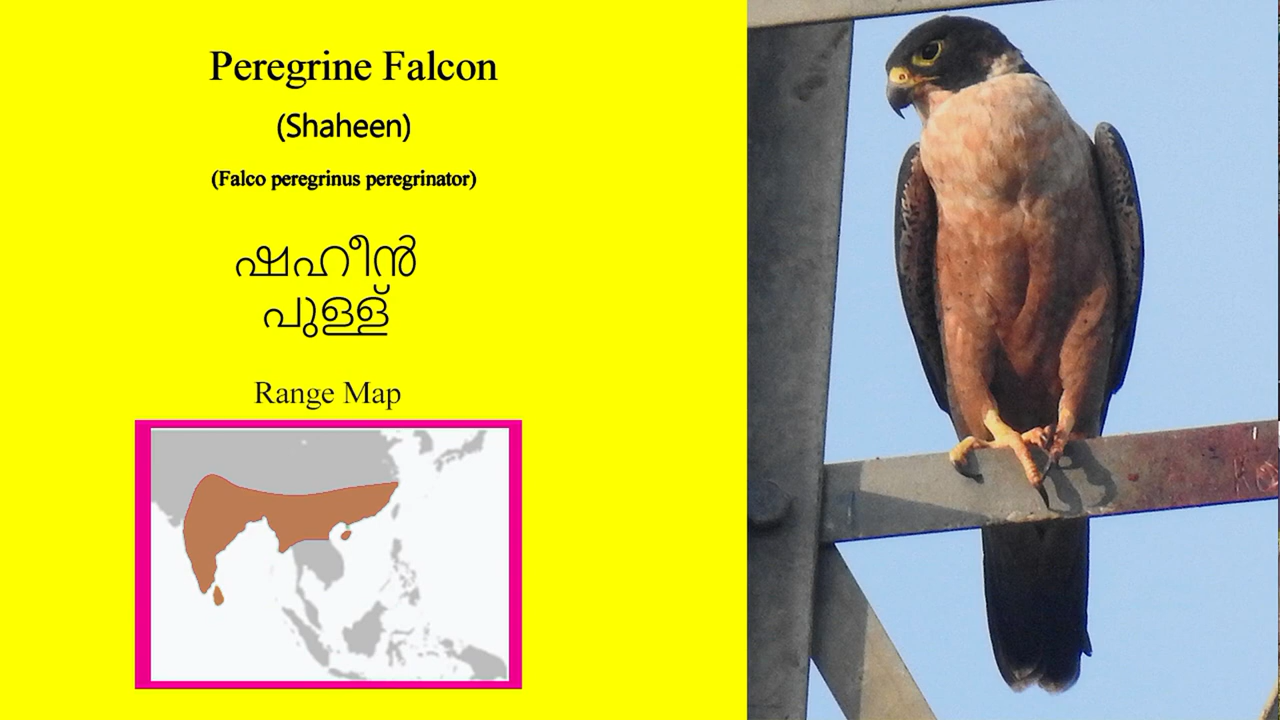 Peregrine Falcon
(Shaheen)
(Falco peregrinus peregrinator)
ഷഹീൻ
പുള്ള്
Range Map